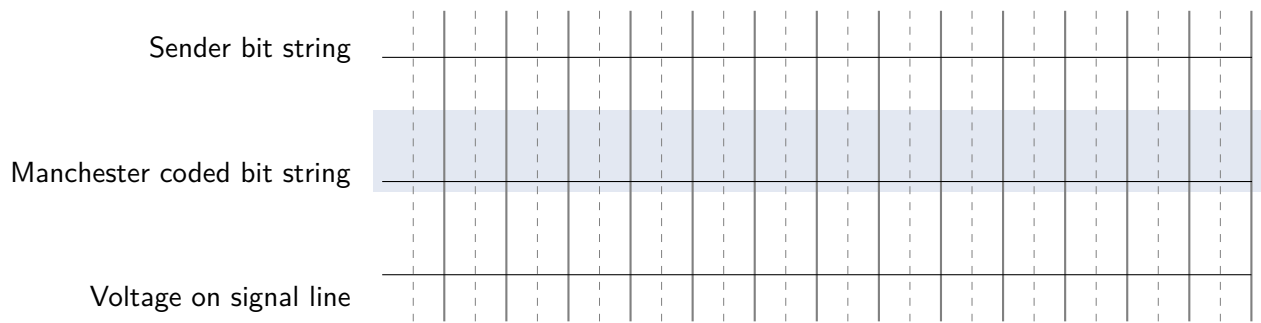 Sender bit string
Manchester coded bit string
Voltage on signal line